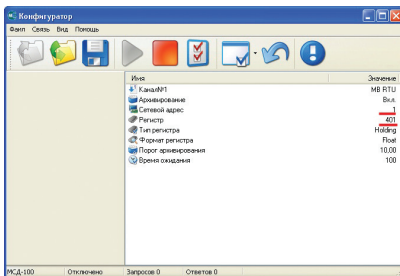 Конфигуратор
Файл Связь Вид Помощь
Имя Значение
Канал№1 MB RTU
Архивирование Вкл.
Сетевой адрес 1
Регистр 401
Тип регистра Holding
Формат регистра Float
Порог архивирования 10,00
Время ожидания 100
МСД-100 Отключено Запросов 0 Ответов 0